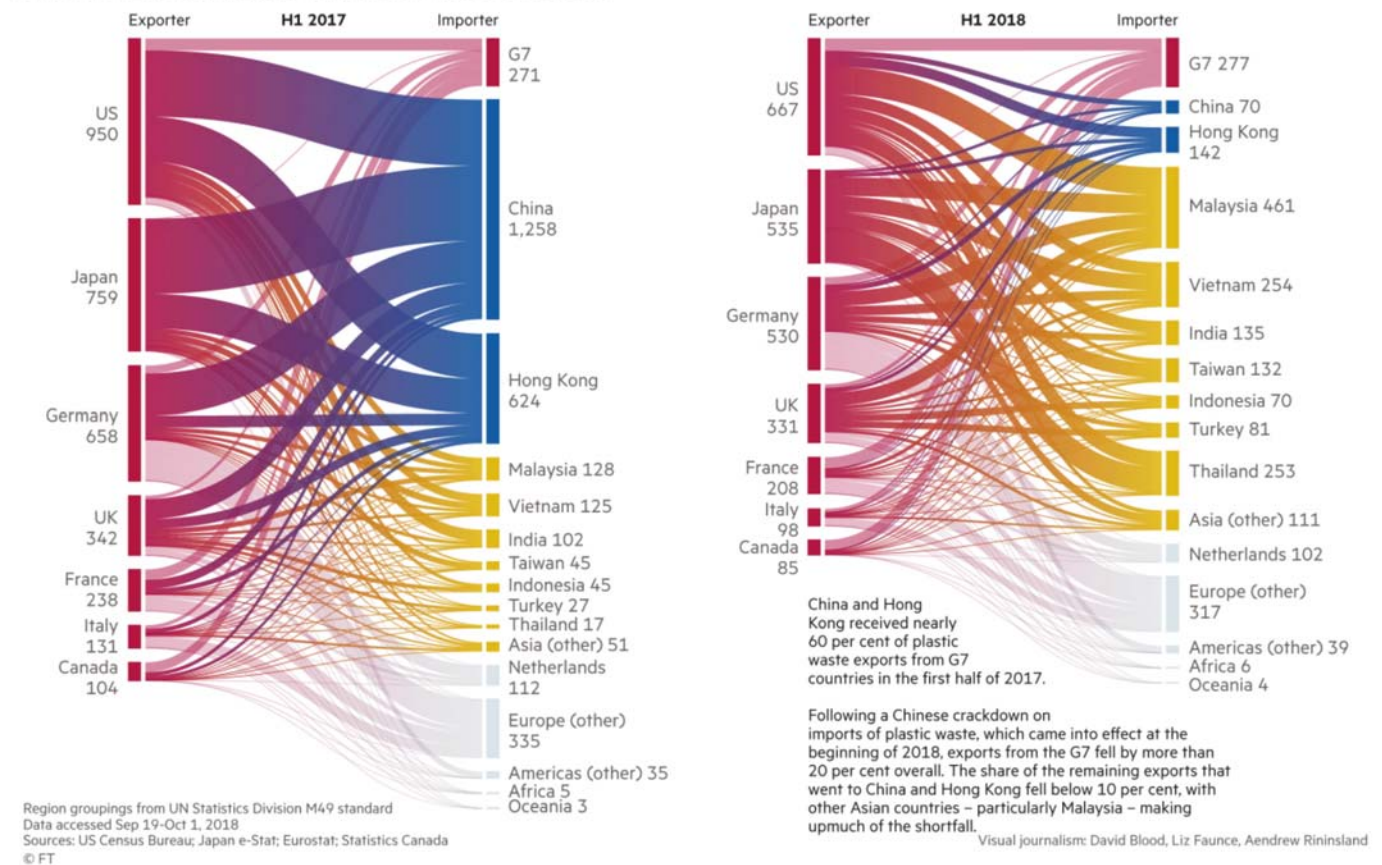 Exporter
H1 2017
Importer
US
950
Japan
759
Germany
658
UK
342
France
238
Italy
131
Canada
104
G7
271
China
1,258
Hong Kong
624
Malaysia 128
Vietnam 125
India 102
Taiwan 45
Indonesia 45
Turkey 27
Thailand 17
Asia (other) 51
Netherlands
112
Europe (other)
335
Americas (other) 35
Africa 5
Oceania 3
Region groupings from UN Statistics Division M49 standard
Data accessed Sep 19-Oct 1, 2018
Sources: US Census Bureau; Japan e-Stat; Eurostat; Statistics Canada
© FT
Exporter
H1 2018
Importer
US
667
Japan
535
Germany
530
UK
331
France
208
Italy
98
Canada
85
G7 277
China 70
Hong Kong
142
Malaysia 461
Vietnam 254
India 135
Taiwan 132
Indonesia 70
Turkey 81
Thailand 253
Asia (other) 111
Netherlands 102
Europe (other)
317
Americas (other) 39
Africa 6
Oceania 4
China and Hong
Kong received nearly
60 per cent of plastic
waste exports from G7
countries in the first half of 2017.
Following a Chinese crackdown on
imports of plastic waste, which came into effect at the
beginning of 2018, exports from the G7 fell by more than
20 per cent overall. The share of the remaining exports that
went to China and Hong Kong fell below 10 per cent, with
other Asian countries – particularly Malaysia – making
upmuch of the shortfall.
Visual journalism: David Blood, Liz Faunce, Aendrew Rininsland